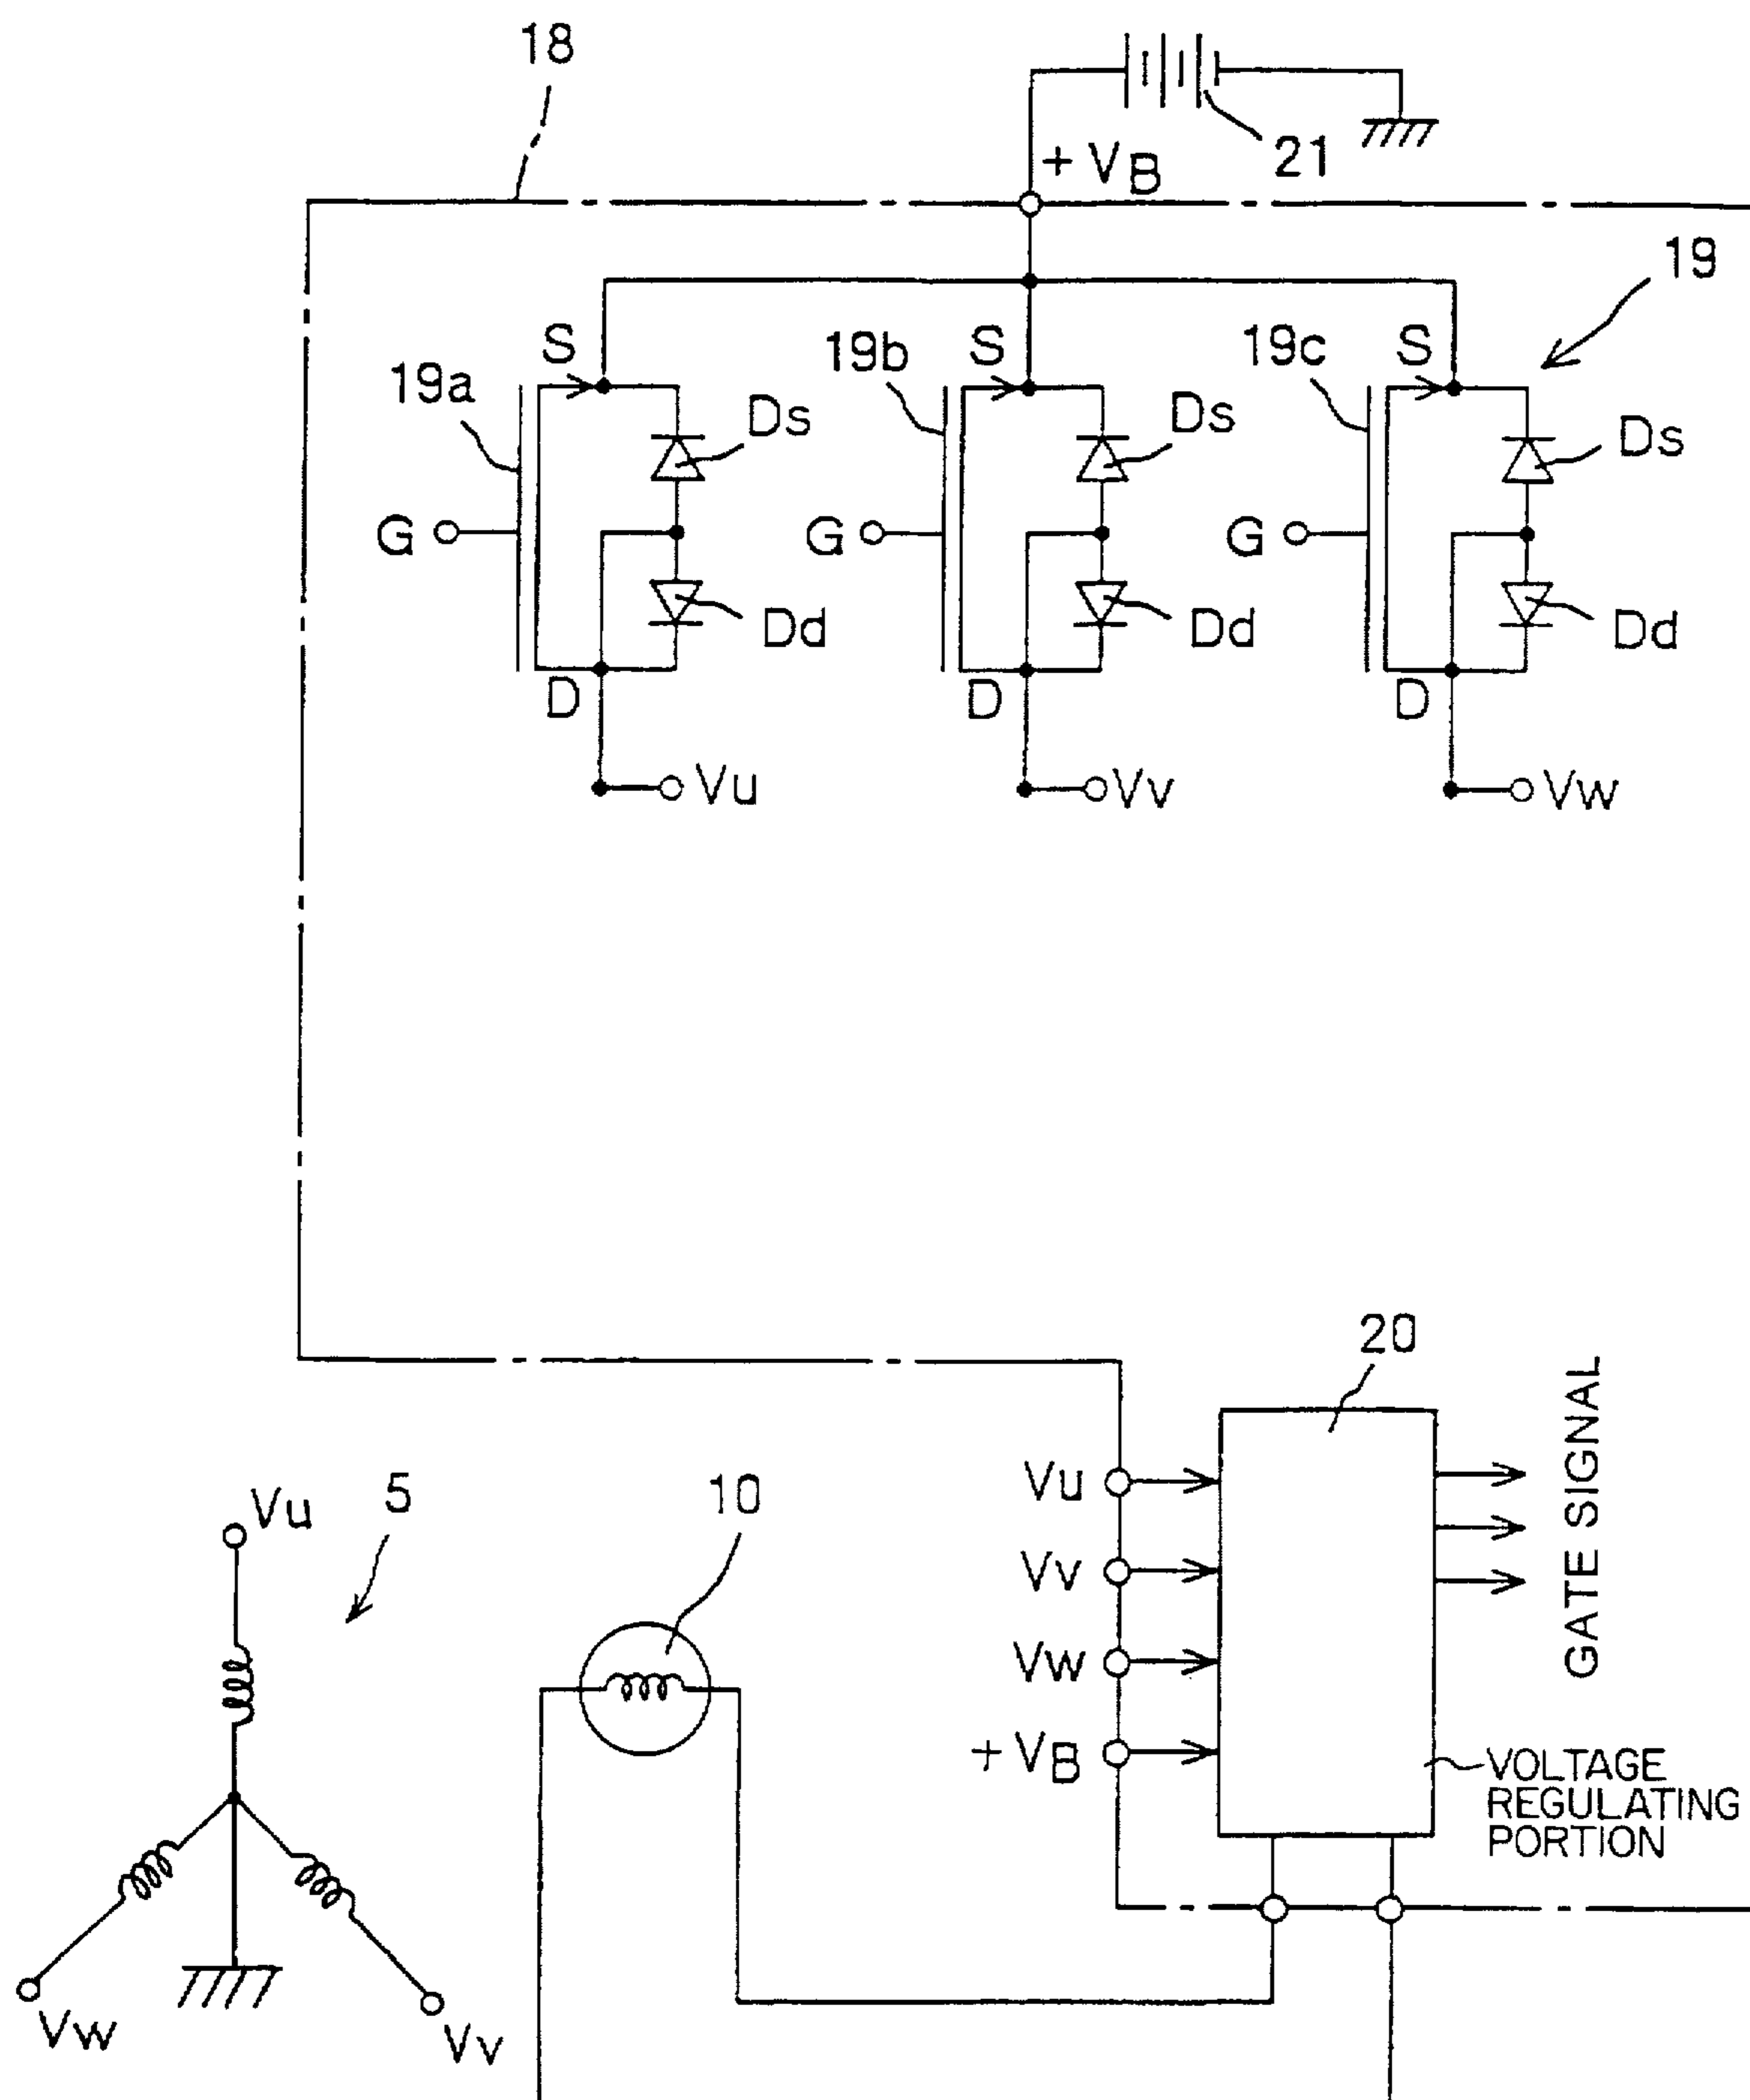 18
21
+ VB
19
S
S
S
19a
19b
19c
Ds
Ds
Ds
G
G
G
Dd
Dd
Dd
D
D
D
Vu
Vv
Vw
20
GATE SIGNAL
Vu
Vv
Vw
+ VB
VOLTAGE
REGULATING
PORTION
5
10
Vu
Vw
Vv